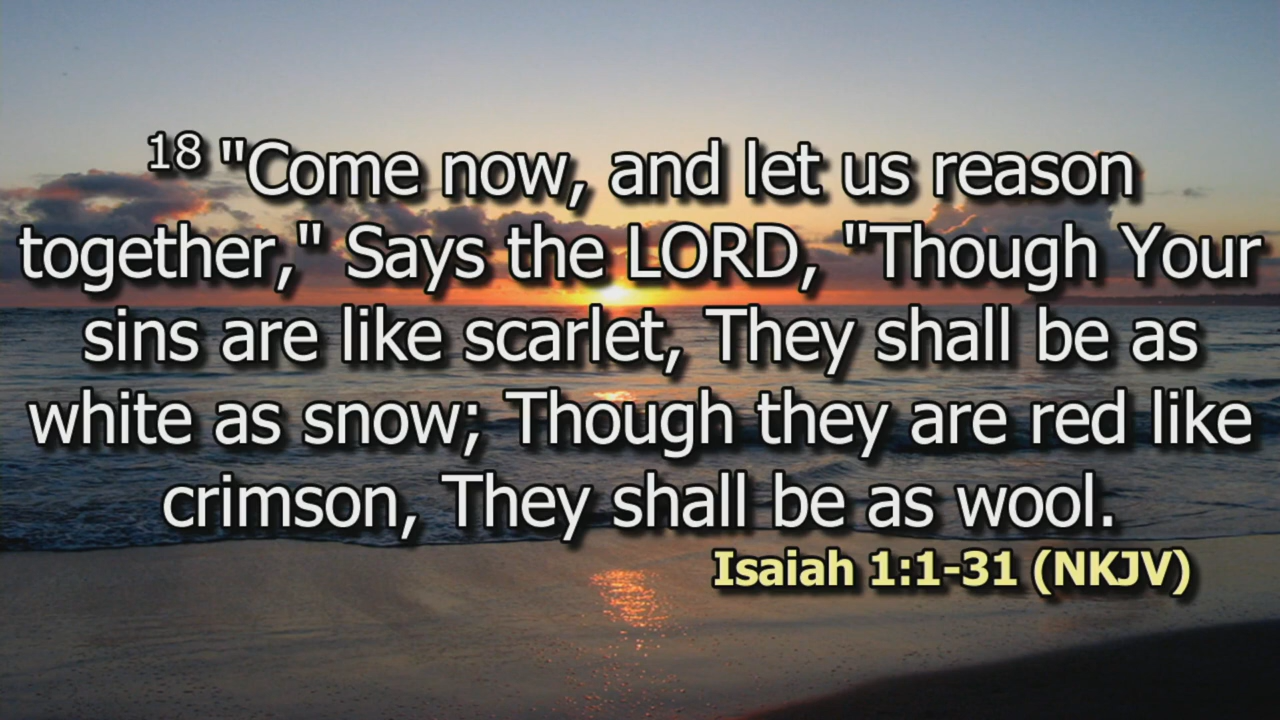 18 "Come now, and let us reason
together," Says the LORD, "Though Your
sins are like scarlet, They shall be as
white as snow; Though they are red like
crimson, They shall be as wool.
Isaiah 1:1-31 (NKJV)